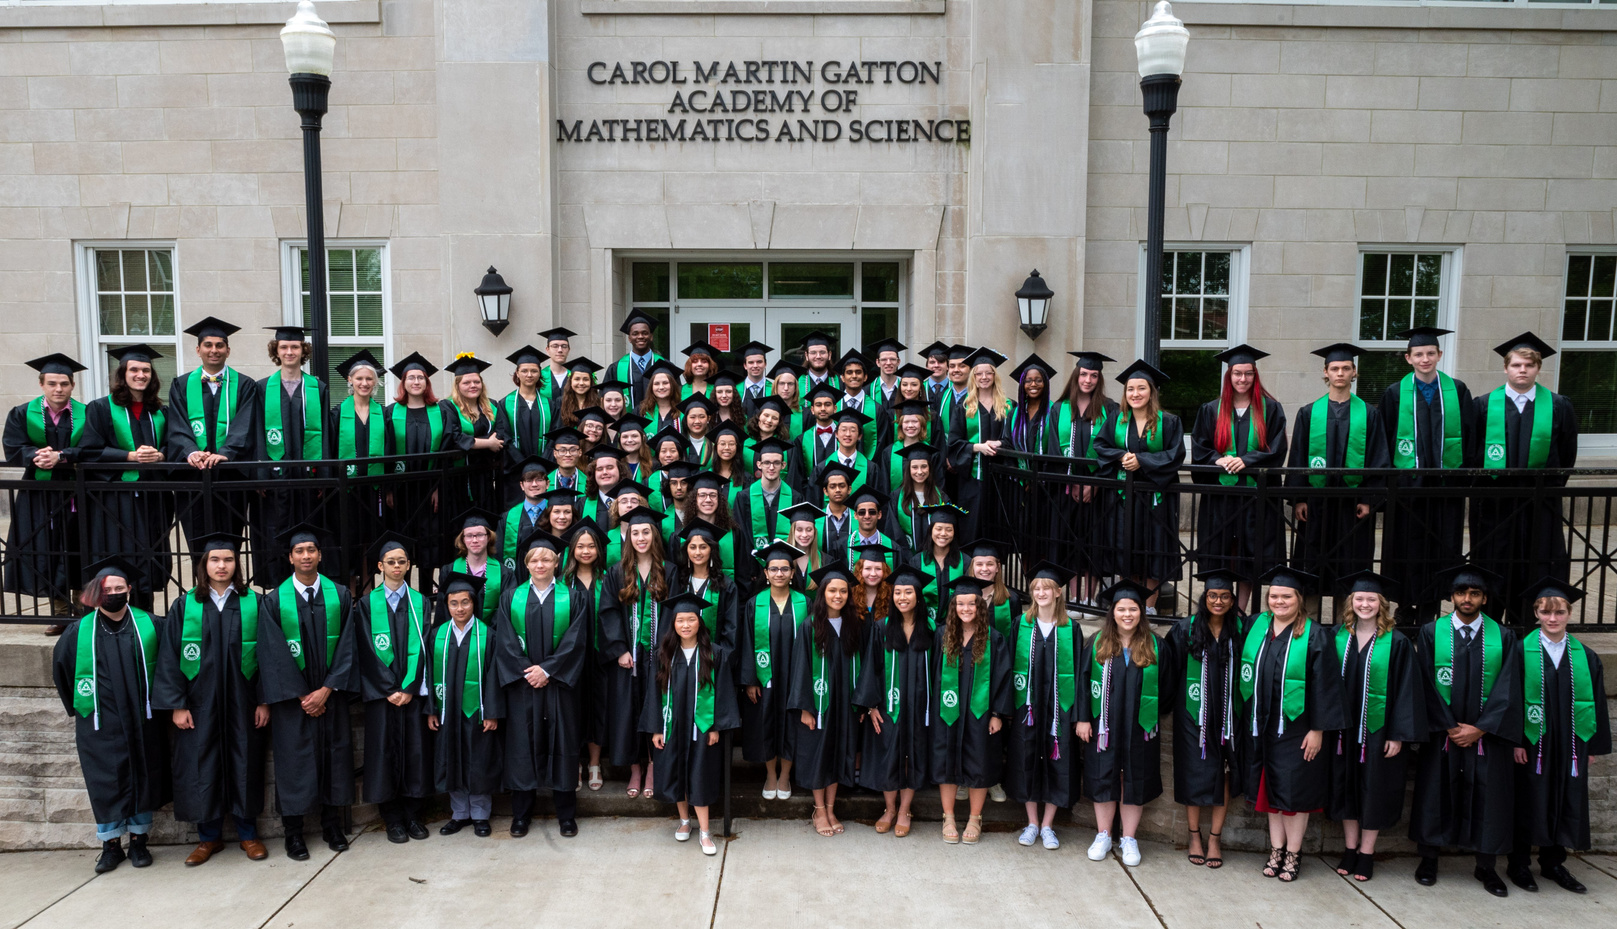 CAROL MARTIN GATTON
ACADEMY OF
MATHEMATICS AND SCIENCE